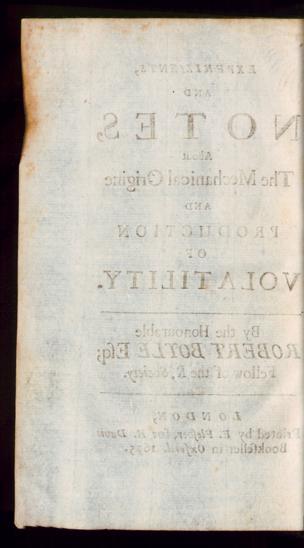 EXPERIMENTS,
AND
NOTES,
About
The Mechanical Origine
AND
PRODUCTION
OF
VOLATILITY.
By the Honourable
ROBERT BOYLE Esq;
Fellow of the R. Society.
LONDON,
Printed by E. Flesher, for R. Davis
Bookseller in Oxford. 1675.